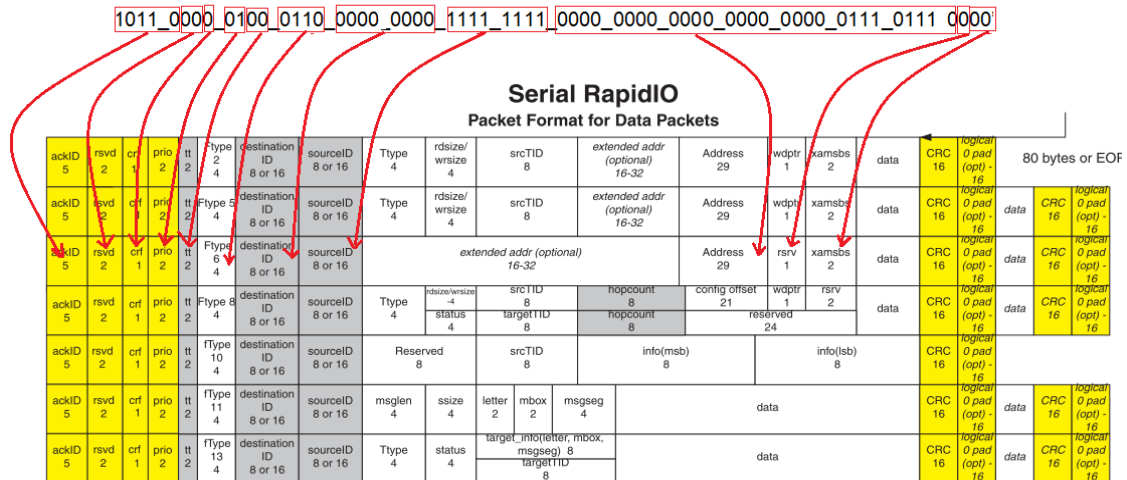 1011_0000_0100_0110_0000_0000_1111_1111_0000_0000_0000_0000_0000_0111_0111 0000'
Serial RapidIO
Packet Format for Data Packets
80 bytes or EOF
ackID 5 rsvd 2 crf 1 prio 2 tt 2 Ftype 2 4 destination ID 8 or 16 sourceID 8 or 16 Ttype 4 rdsize/ wrsize 4 srcTID 8 extended addr (optional) 16-32 Address 29 wdptr 1 xamsbs 2 data CRC 16 logical 0 pad (opt) - 16
ackID 5 rsvd 2 crf 1 prio 2 tt 2 Ftype 5 4 destination ID 8 or 16 sourceID 8 or 16 Ttype 4 rdsize/ wrsize 4 srcTID 8 extended addr (optional) 16-32 Address 29 wdptr 1 xamsbs 2 data CRC 16 logical 0 pad (opt) - 16 data CRC 16 logical 0 pad (opt) - 16
ackID 5 rsvd 2 crf 1 prio 2 tt 2 Ftype 6 4 destination ID 8 or 16 sourceID 8 or 16 extended addr (optional) 16-32 Address 29 rsrv 1 xamsbs 2 data CRC 16 logical 0 pad (opt) - 16 data CRC 16 logical 0 pad (opt) - 16
ackID 5 rsvd 2 crf 1 prio 2 tt 2 Ftype 8 4 destination ID 8 or 16 sourceID 8 or 16 Ttype 4 rdsize/wrsize -4 srcTID 8 hopcount 8 config offset 21 wdptr 1 rsrv 2 data CRC 16 logical 0 pad (opt) - 16 data CRC 16 logical 0 pad (opt) - 16
status 4 targetTID 8 hopcount 8 reserved 24
ackID 5 rsvd 2 crf 1 prio 2 tt 2 fType 10 4 destination ID 8 or 16 sourceID 8 or 16 Reserved 8 srcTID 8 info(msb) 8 info(lsb) 8 CRC 16 logical 0 pad (opt) - 16
ackID 5 rsvd 2 crf 1 prio 2 tt 2 fType 11 4 destination ID 8 or 16 sourceID 8 or 16 msglen 4 ssize 4 letter 2 mbox 2 msgseg 4 data CRC 16 logical 0 pad (opt) - 16 data CRC 16 logical 0 pad (opt) - 16
ackID 5 rsvd 2 crf 1 prio 2 tt 2 fType 13 4 destination ID 8 or 16 sourceID 8 or 16 Ttype 4 status 4 target_info(letter, mbox, msgseg) 8 targetTID 8 data CRC 16 logical 0 pad (opt) - 16 data CRC 16 logical 0 pad (opt) - 16